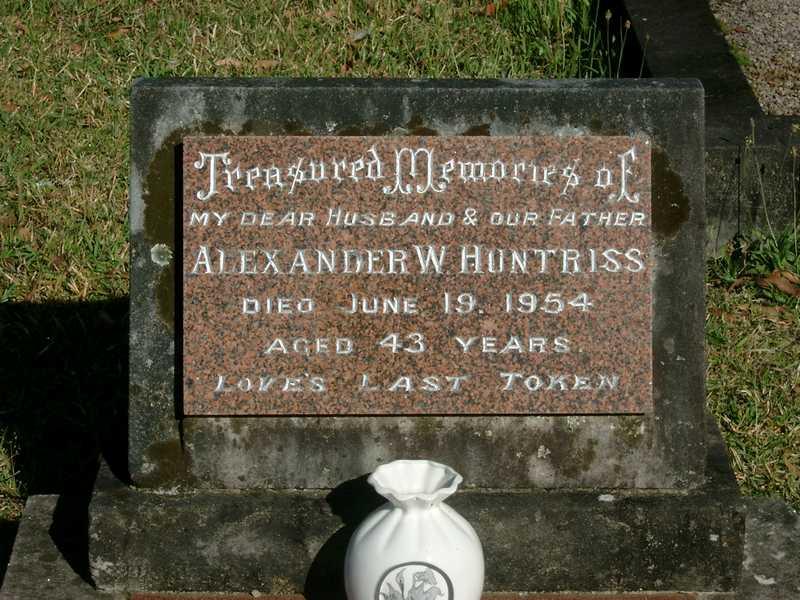 Treasured Memories of
MY DEAR HUSBAND & OUR FATHER
ALEXANDER W. HUNTRISS
DIED JUNE 19. 1954
AGED 43 YEARS.
LOVE'S LAST TOKEN